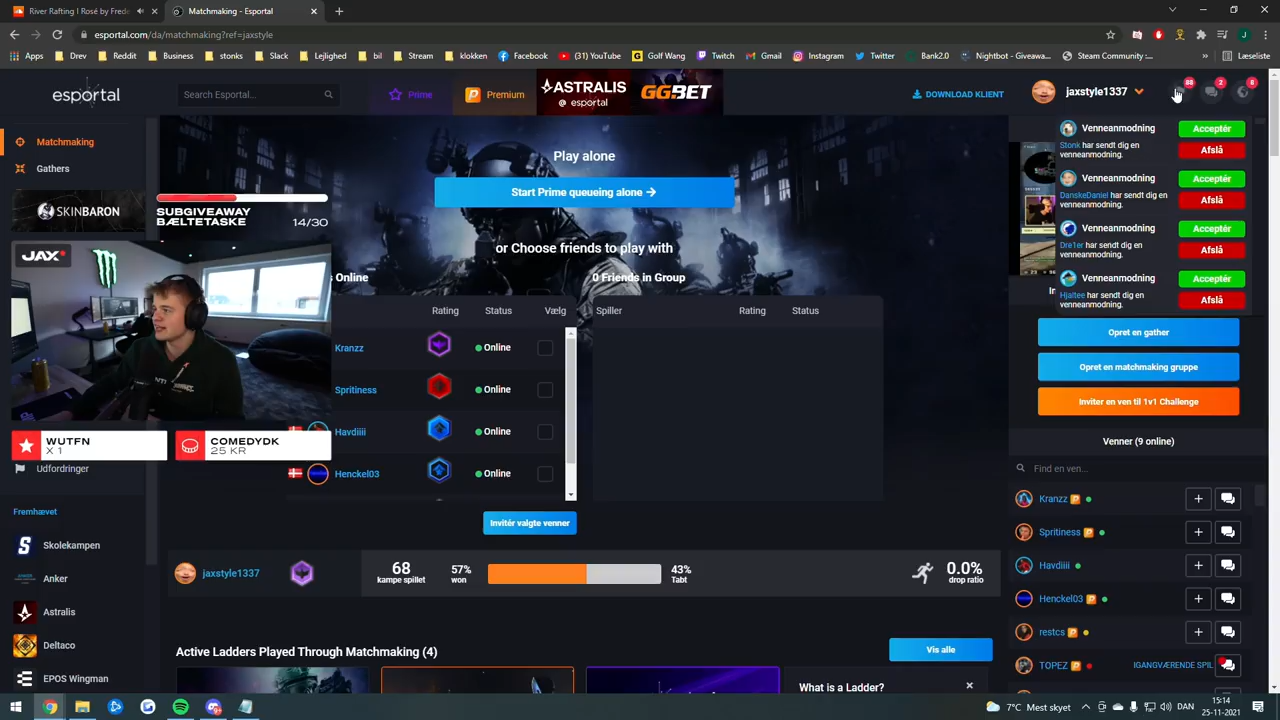 River Rafting I Rosé by Frede
Matchmaking - Esportal
esportal.com/da/matchmaking?ref=jaxstyle
Apps
Drev
Reddit
Business
stonks
Slack
Lejlighed
bil
Stream
klokken
Facebook
(31) YouTube
Golf Wang
Twitch
Gmail
Instagram
Twitter
Bank2.0
Nightbot - Giveawa...
Steam Community :...
Læseliste
esportal
Search Esportal...
Prime
Premium
ASTRALIS
@ esportal
GGBET
DOWNLOAD KLIENT
jaxstyle1337
88
2
8
Matchmaking
Gathers
SKINBARON
SUBGIVEAWAY
BÆLTETASKE
14/30
JAX
WUTFN
X 1
COMEDYDK
25 KR
Udfordringer
Fremhævet
Skolekampen
Anker
Astralis
Deltaco
EPOS Wingman
Play alone
Start Prime queueing alone →
or Choose friends to play with
s Online
0 Friends in Group
Rating
Status
Vælg
Spiller
Rating
Status
Kranzz
Online
Spritiness
Online
Havdiiii
Online
Henckel03
Online
Invitér valgte venner
jaxstyle1337
68
kampe spillet
57%
won
43%
Tabt
0.0%
drop ratio
Active Ladders Played Through Matchmaking (4)
Vis alle
What is a Ladder?
Venneanmodning
Stonk har sendt dig en
venneanmodning.
Acceptér
Afslå
Venneanmodning
DanskeDaniel har sendt dig en
venneanmodning.
Acceptér
Afslå
Venneanmodning
Dre1er har sendt dig en
venneanmodning.
Acceptér
Afslå
Venneanmodning
Hjaltee har sendt dig en
venneanmodning.
Acceptér
Afslå
Opret en gather
Opret en matchmaking gruppe
Inviter en ven til 1v1 Challenge
Venner (9 online)
Find en ven...
Kranzz
Spritiness
Havdiiii
Henckel03
restcs
TOPEZ
IGANGVÆRENDE SPIL
7°C Mest skyet
DAN
15:14
25-11-2021